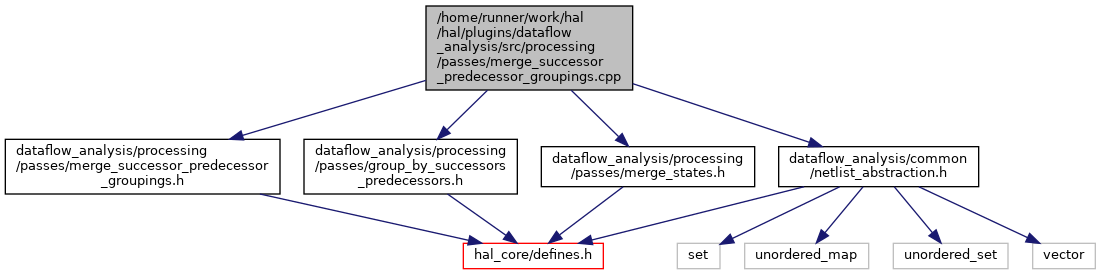 /home/runner/work/hal
/hal/plugins/dataflow
_analysis/src/processing
/passes/merge_successor
_predecessor_groupings.cpp
dataflow_analysis/processing
/passes/merge_successor_predecessor
_groupings.h
dataflow_analysis/processing
/passes/group_by_successors
_predecessors.h
dataflow_analysis/processing
/passes/merge_states.h
dataflow_analysis/common
/netlist_abstraction.h
hal_core/defines.h
set
unordered_map
unordered_set
vector